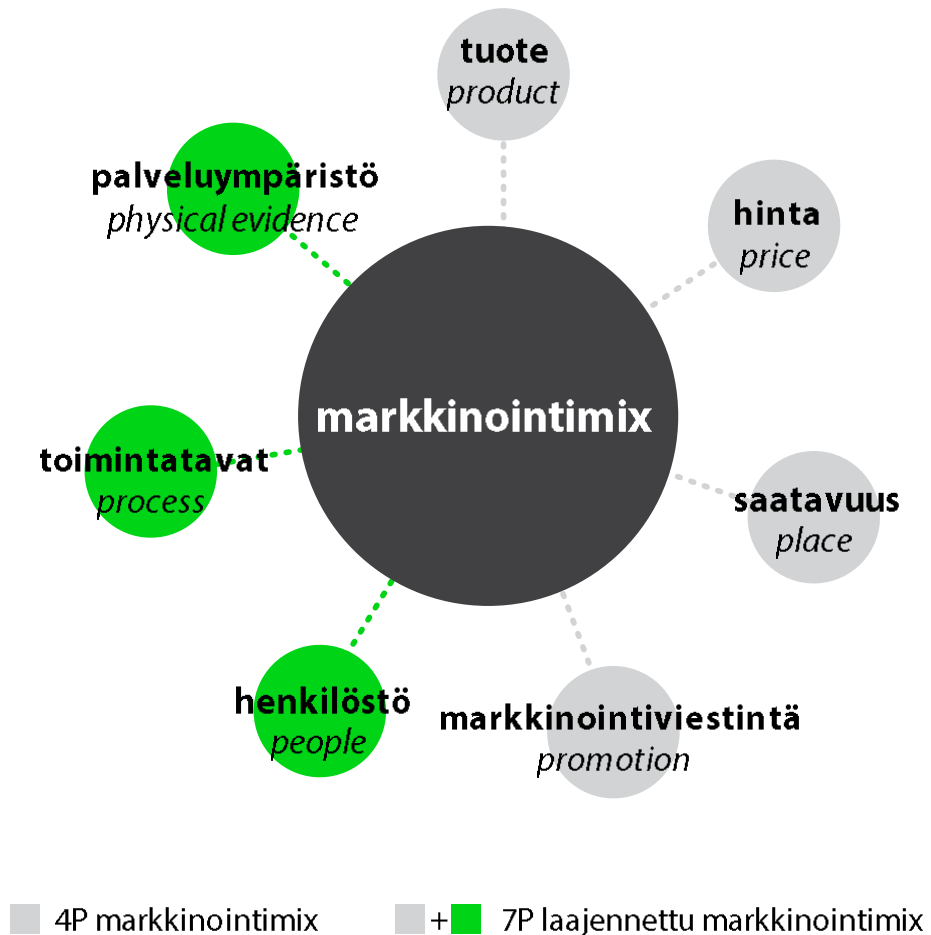 tuote
product
hinta
price
saatavuus
place
markkinointiviestintä
promotion
henkilöstö
people
toimintatavat
process
palveluympäristö
physical evidence
markkinointimix
4P markkinointimix
+ 7P laajennettu markkinointimix